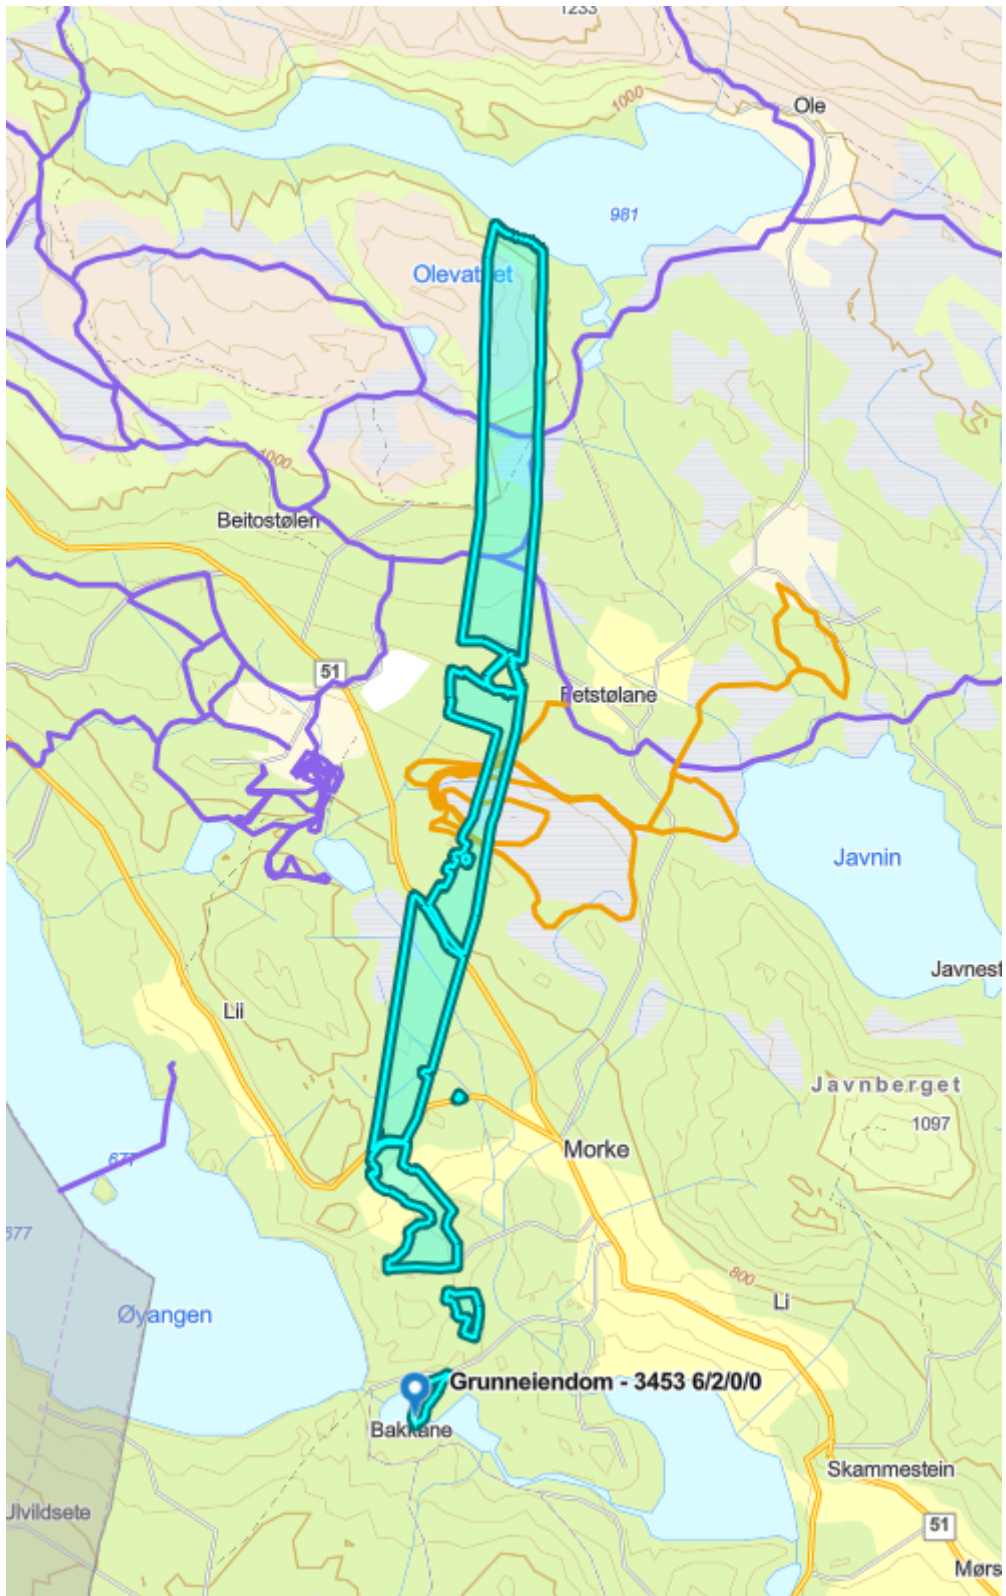 1233
1000
Ole
981
Olevatnet
1000
Beitostølen
51
Fetstølane
Javnin
Javnest
Lii
Javnberget
1097
Morke
677
677
800
Li
Øyangen
Grunneiendom - 3453 6/2/0/0
Bakkane
Skammestein
Ulvildsete
51
Mørs